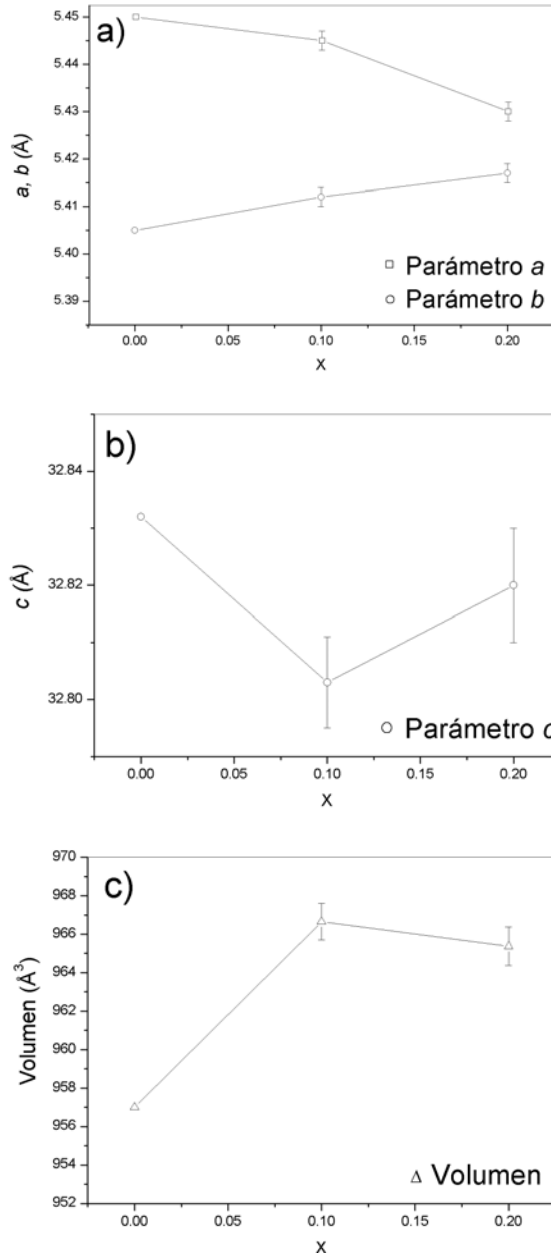 a)
5.45
5.44
5.43
5.42
5.41
5.40
5.39
a, b (Å)
Parámetro a
Parámetro b
0.00 0.05 0.10 0.15 0.20
X
b)
32.84
32.82
32.80
c (Å)
Parámetro c
0.00 0.05 0.10 0.15 0.20
X
c)
970
968
966
964
962
960
958
956
954
952
Volumen (Å³)
Volumen
0.00 0.05 0.10 0.15 0.20
X